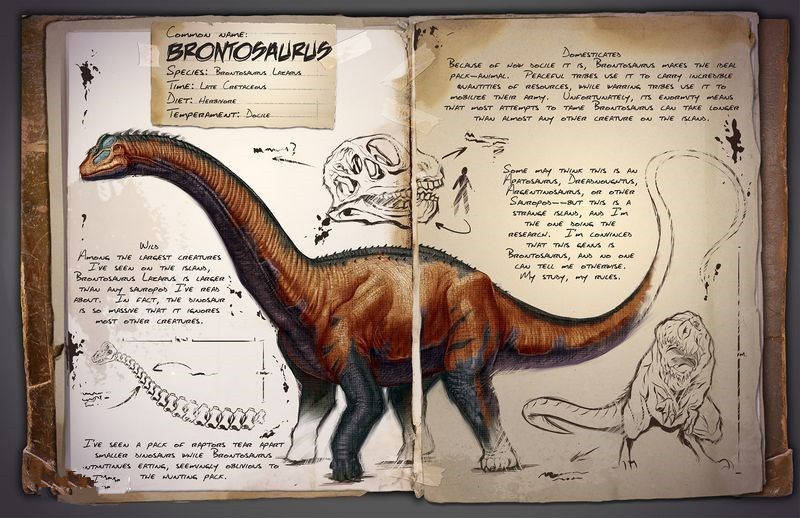 Common name:
BRONTOSAURUS
Species: Brontosaurus Lazarus
Time: Late Cretaceous
Diet: Herbivore
Temperament: Docile
Wild
Among the largest creatures
I've seen on the island,
Brontosaurus Lazarus is larger
than any sauropod I've read
about. In fact, the dinosaur
is so massive that it ignores
most other creatures.
I've seen a pack of raptors tear apart
smaller dinosaurs while Brontosaurus
continues eating, seemingly oblivious to
the hunting pack.
Domesticated
Because of how docile it is, Brontosaurus makes the ideal
pack-animal. Peaceful tribes use it to carry incredible
quantities of resources, while warring tribes use it to
mobilize their army. Unfortunately, its enormity means
that most attempts to tame Brontosaurus can take longer
than almost any other creature on the island.
Some may think this is an
Apatosaurus, Dreadnoughtus,
Argentinosaurus, or other
Sauropod--but this is a
strange island, and I'm
the one doing the
research. I'm convinced
that this genus is
Brontosaurus, and no one
can tell me otherwise.
My study, my rules.